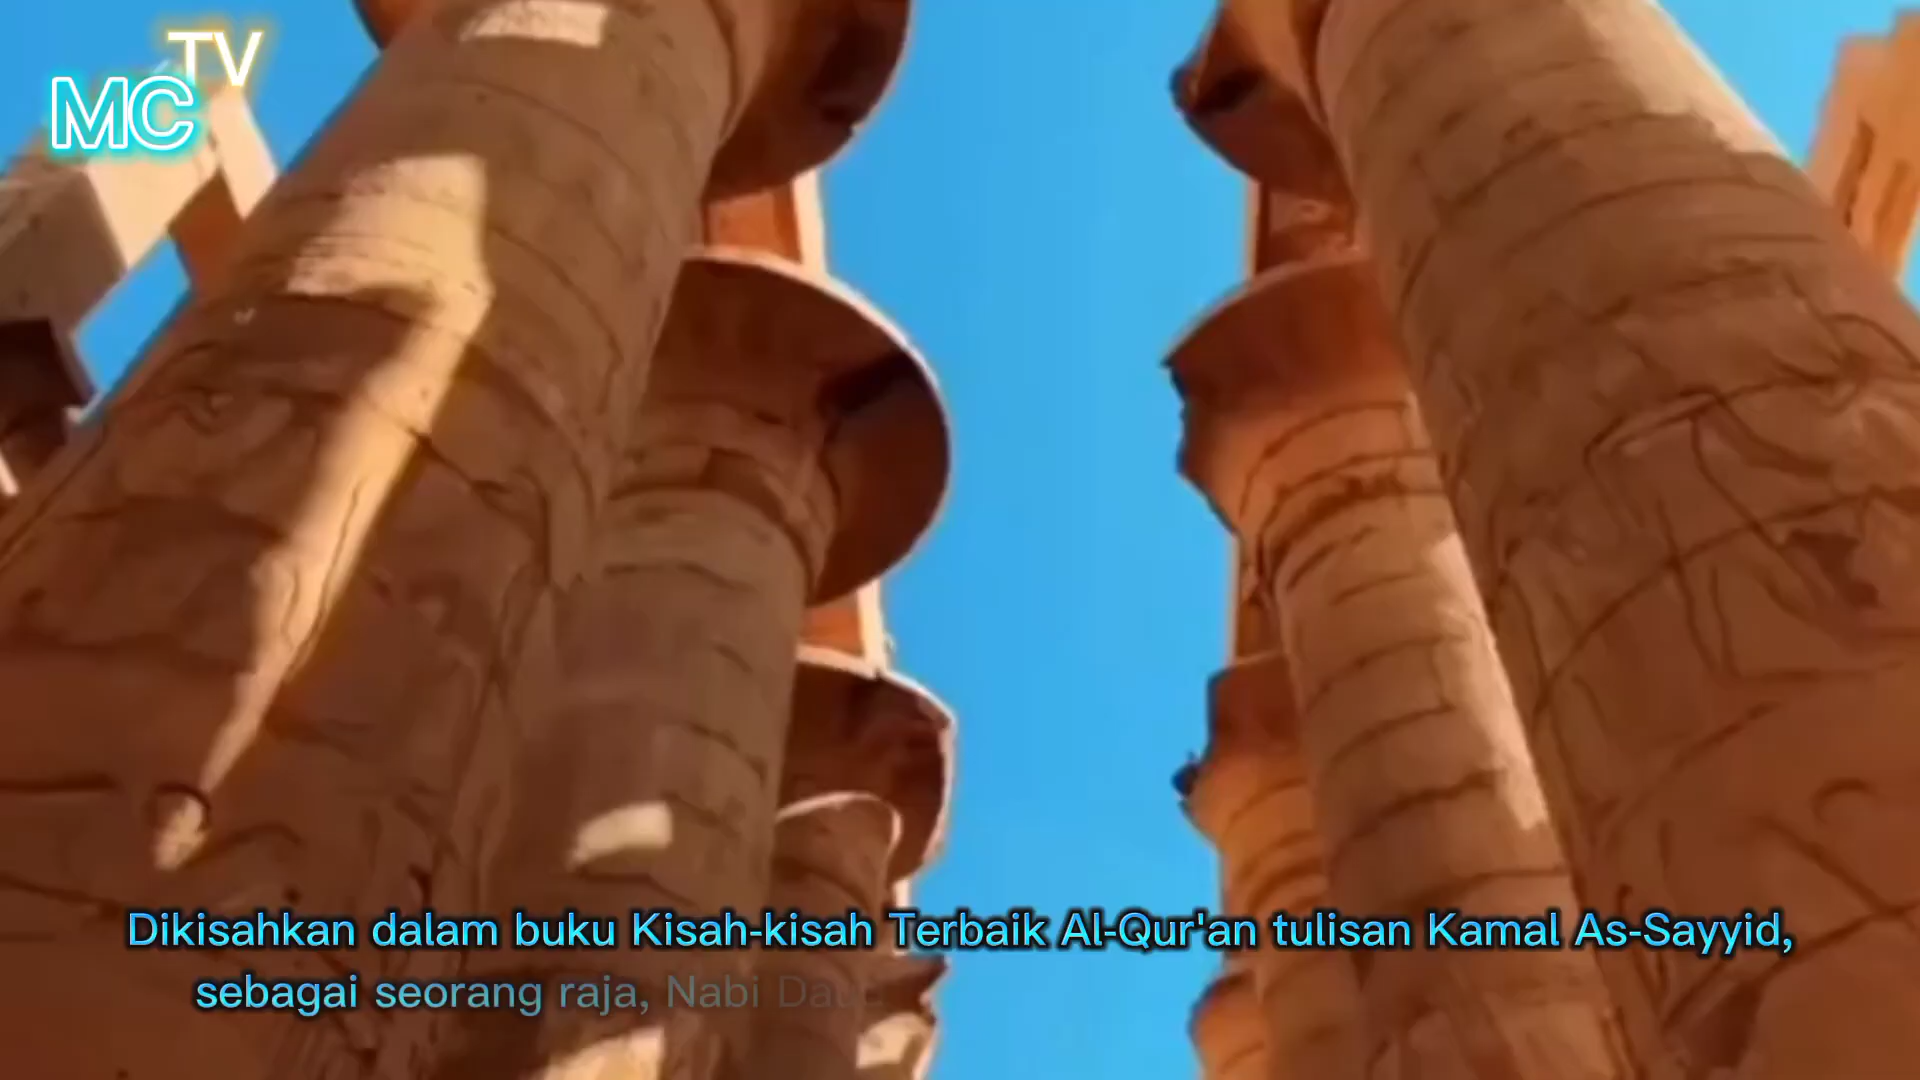 TV
MC
Dikisahkan dalam buku Kisah-kisah Terbaik Al-Qur'an tulisan Kamal As-Sayyid,
sebagai seorang raja, Nabi Daud